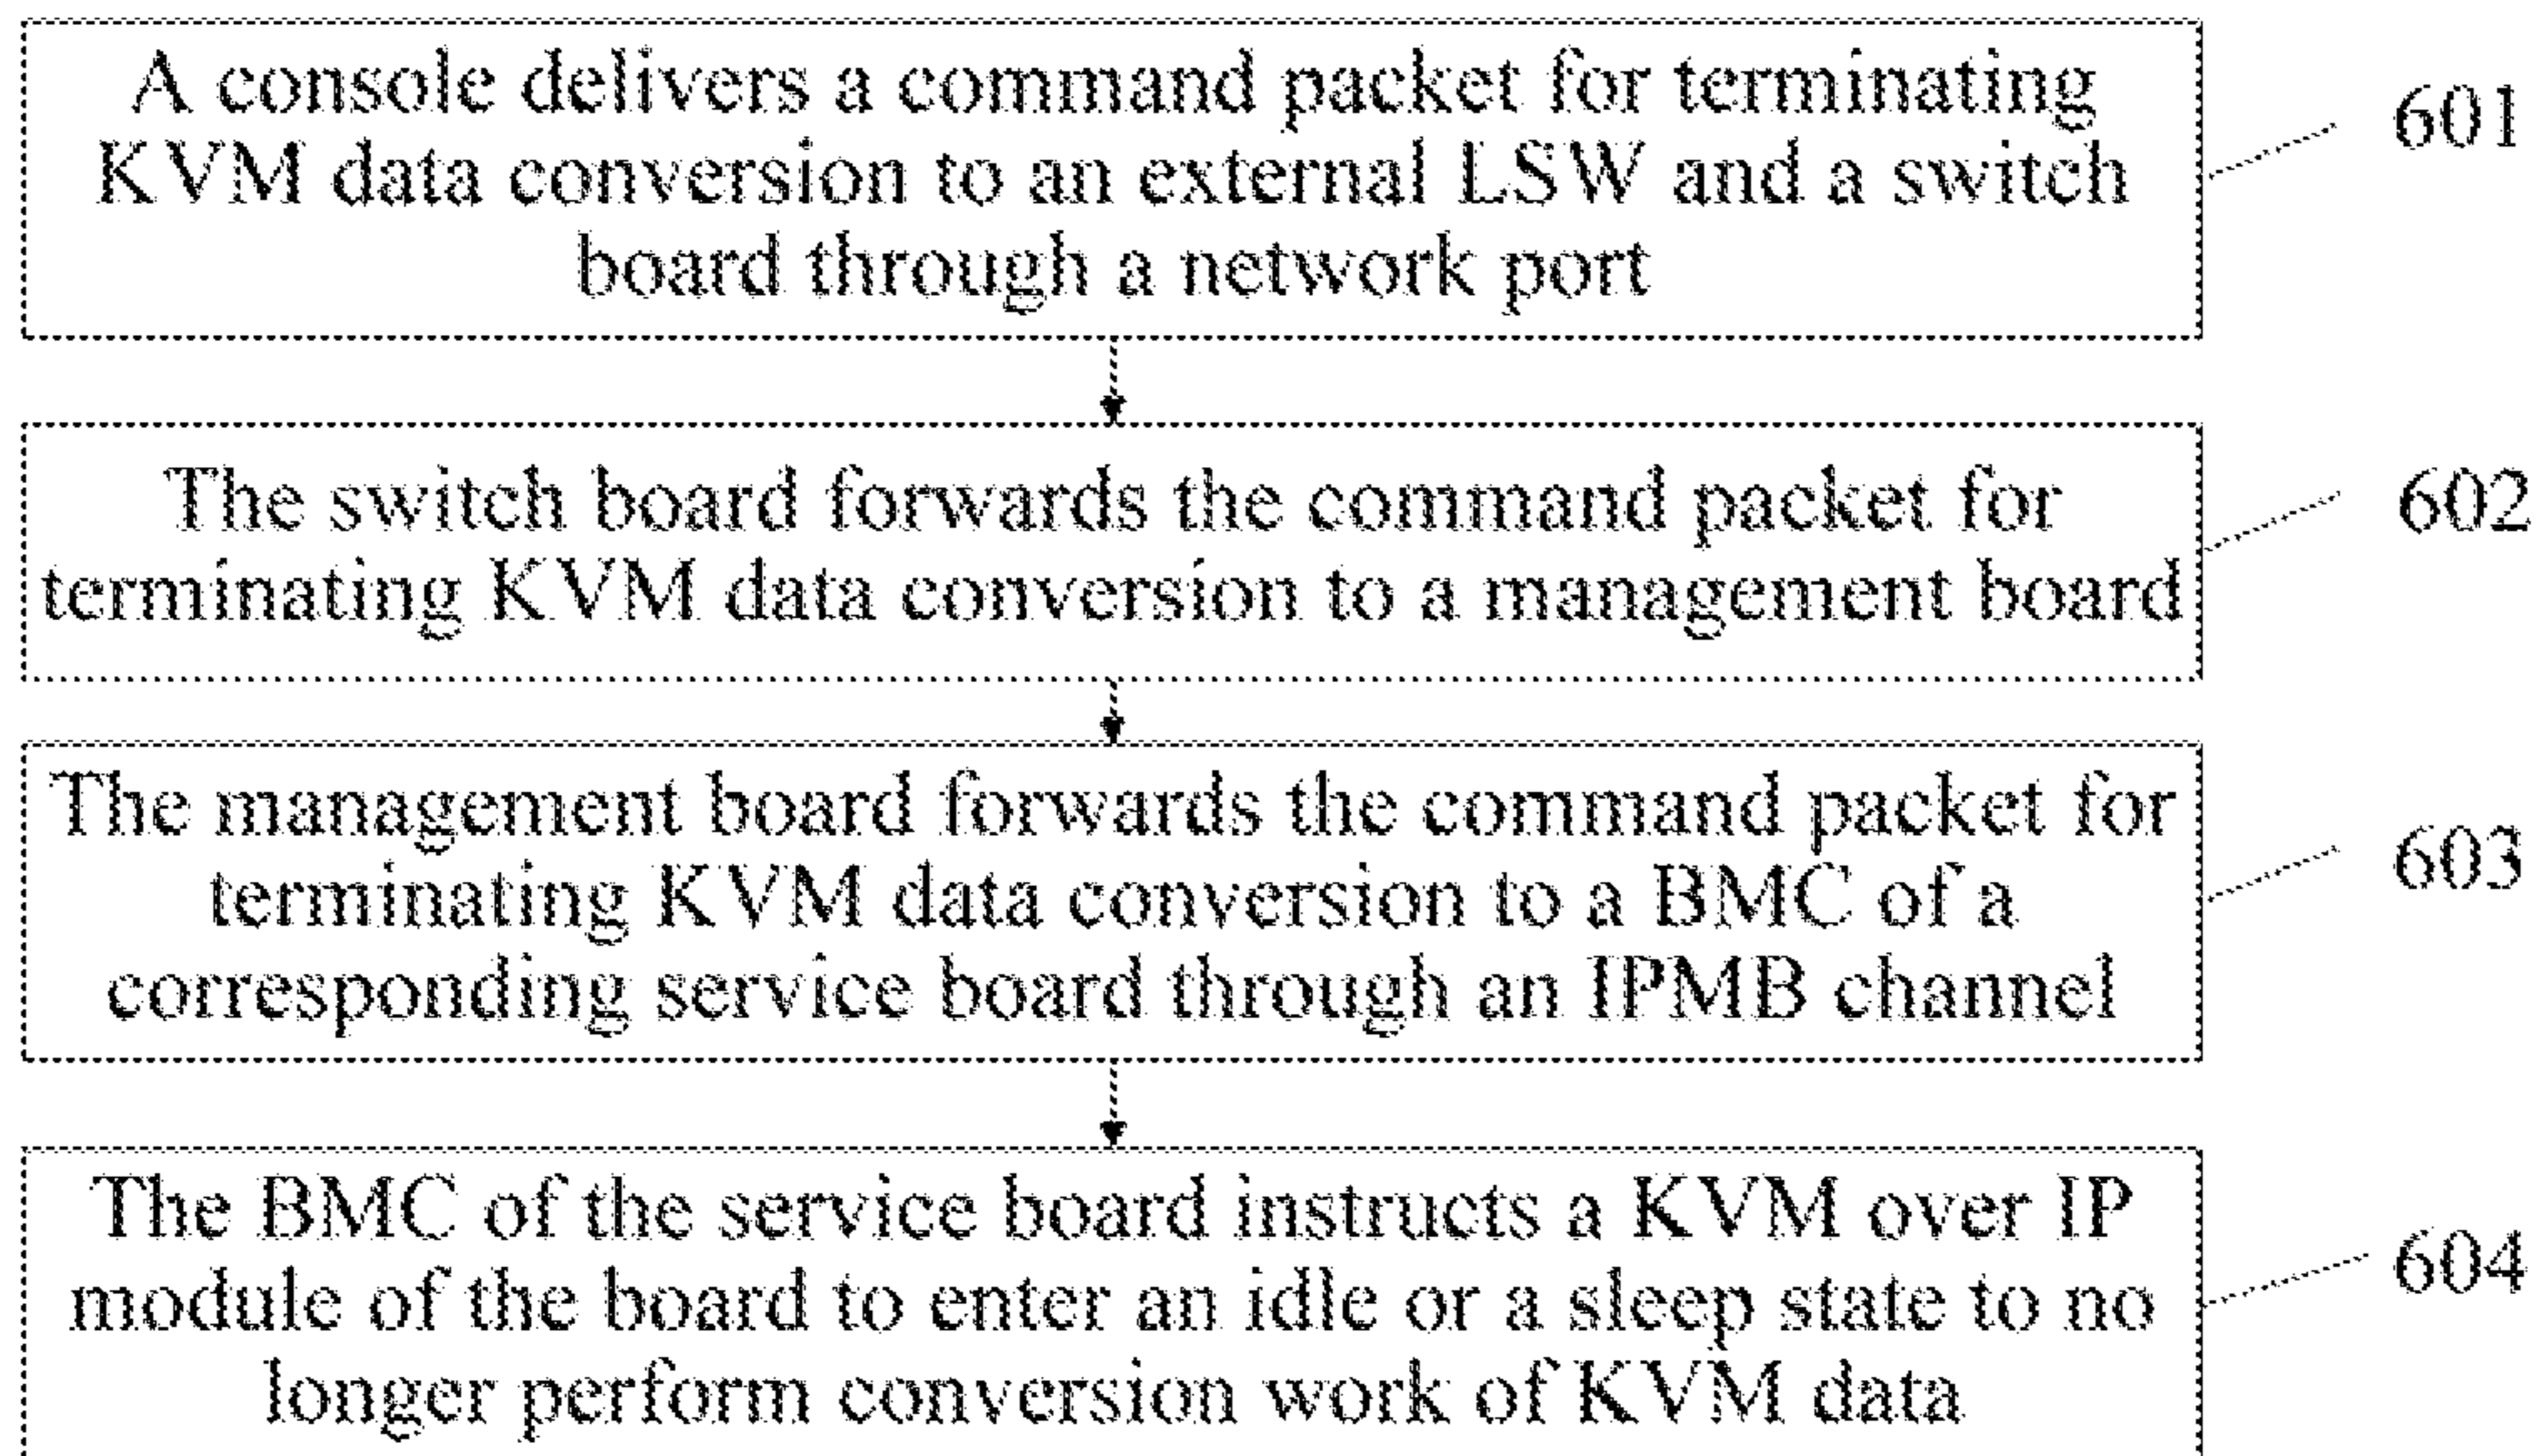 A console delivers a command packet for terminating
KVM data conversion to an external LSW and a switch
board through a network port
601
The switch board forwards the command packet for
terminating KVM data conversion to a management board
602
The management board forwards the command packet for
terminating KVM data conversion to a BMC of a
corresponding service board through an IPMB channel
603
The BMC of the service board instructs a KVM over IP
module of the board to enter an idle or a sleep state to no
longer perform conversion work of KVM data
604